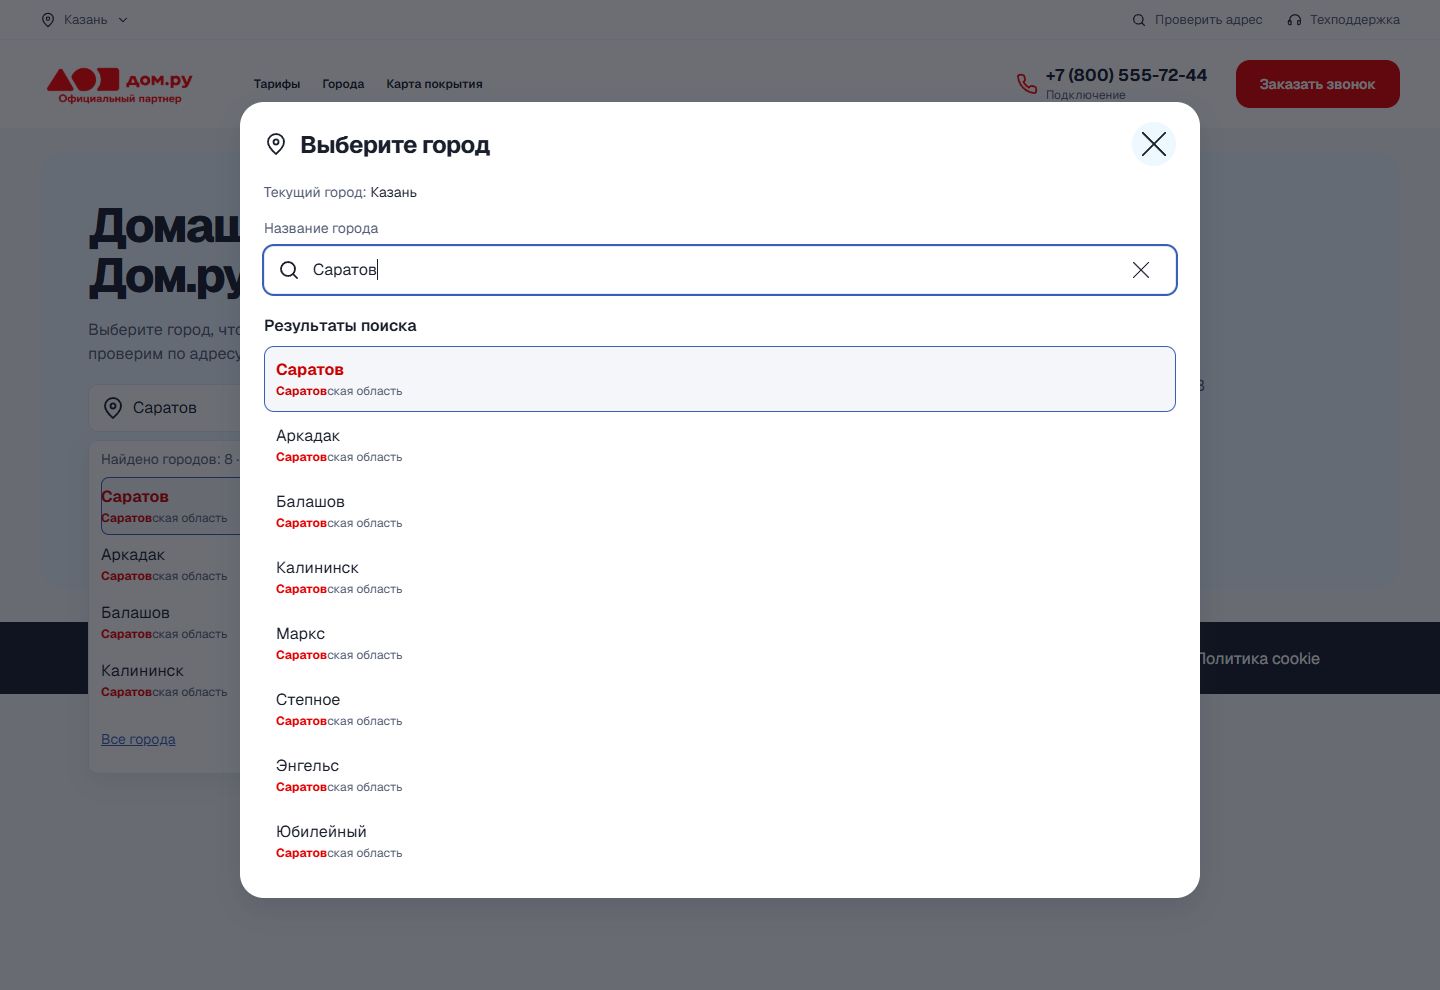 Казань
Проверить адрес
Техподдержка
дом.ру
Официальный партнер
Тарифы
Города
Карта покрытия
+7 (800) 555-72-44
Подключение
Заказать звонок
Выберите город
Текущий город: Казань
Название города
Саратов
Результаты поиска
Саратов
Саратовская область
Аркадак
Саратовская область
Балашов
Саратовская область
Калининск
Саратовская область
Маркс
Саратовская область
Степное
Саратовская область
Энгельс
Саратовская область
Юбилейный
Саратовская область
Дом.ру
Выберите город,
проверим по адресу
Саратов
Найдено городов: 8 ·
Саратов
Саратовская область
Аркадак
Саратовская область
Балашов
Саратовская область
Калининск
Саратовская область
Все города
Политика cookie